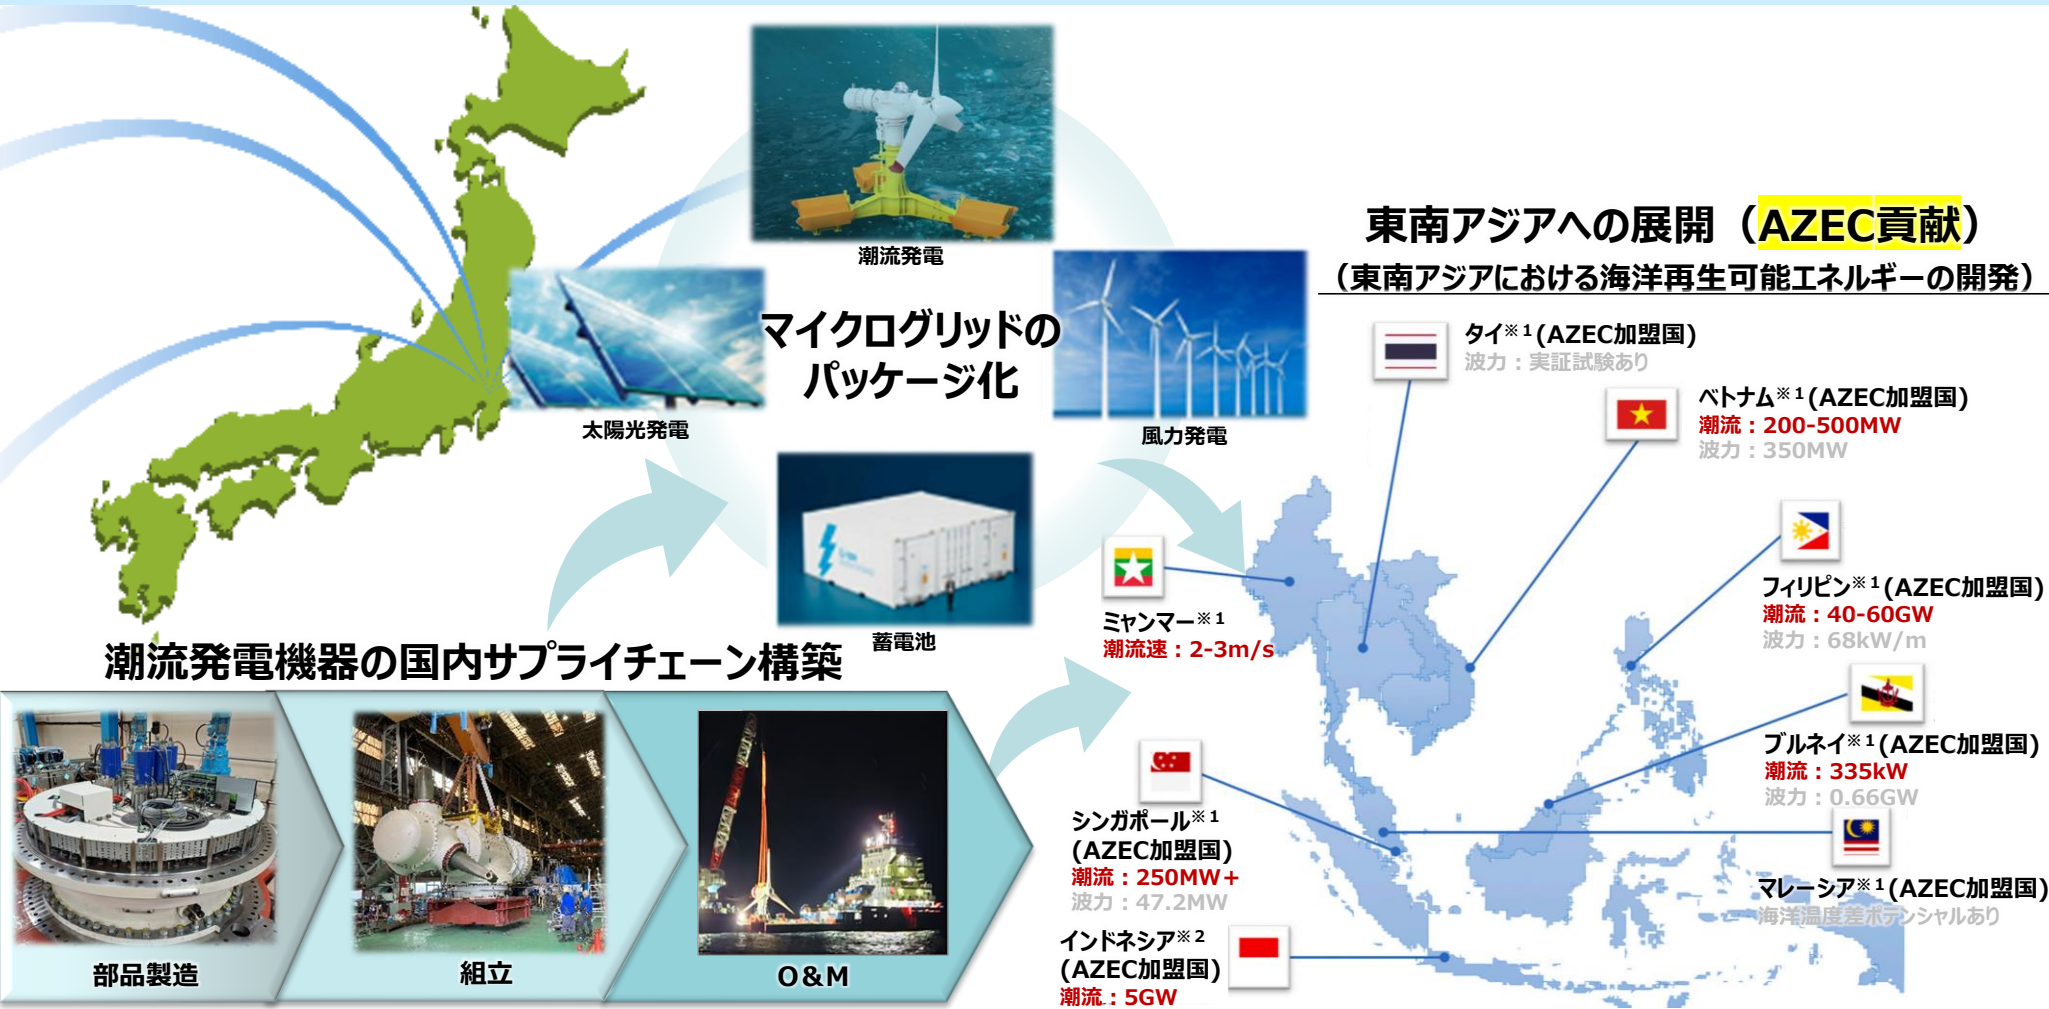 潮流発電
太陽光発電
マイクログリッドの
パッケージ化
風力発電
蓄電池
潮流発電機器の国内サプライチェーン構築
部品製造
組立
O&M
東南アジアへの展開（AZEC貢献）
（東南アジアにおける海洋再生可能エネルギーの開発）
タイ※1(AZEC加盟国)
波力：実証試験あり
ベトナム※1(AZEC加盟国)
潮流：200-500MW
波力：350MW
フィリピン※1(AZEC加盟国)
潮流：40-60GW
波力：68kW/m
ミャンマー※1
潮流速：2-3m/s
ブルネイ※1(AZEC加盟国)
潮流：335kW
波力：0.66GW
シンガポール※1
(AZEC加盟国)
潮流：250MW+
波力：47.2MW
マレーシア※1(AZEC加盟国)
海洋温度差ポテンシャルあり
インドネシア※2
(AZEC加盟国)
潮流：5GW